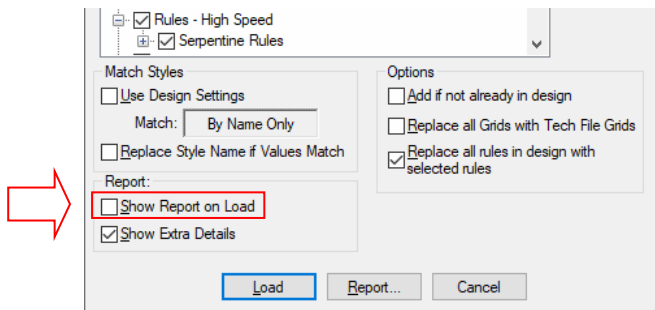 Rules - High Speed
Serpentine Rules
Match Styles
Use Design Settings
Match: By Name Only
Replace Style Name if Values Match
Report:
Show Report on Load
Show Extra Details
Options
Add if not already in design
Replace all Grids with Tech File Grids
Replace all rules in design with
selected rules
Load Report... Cancel